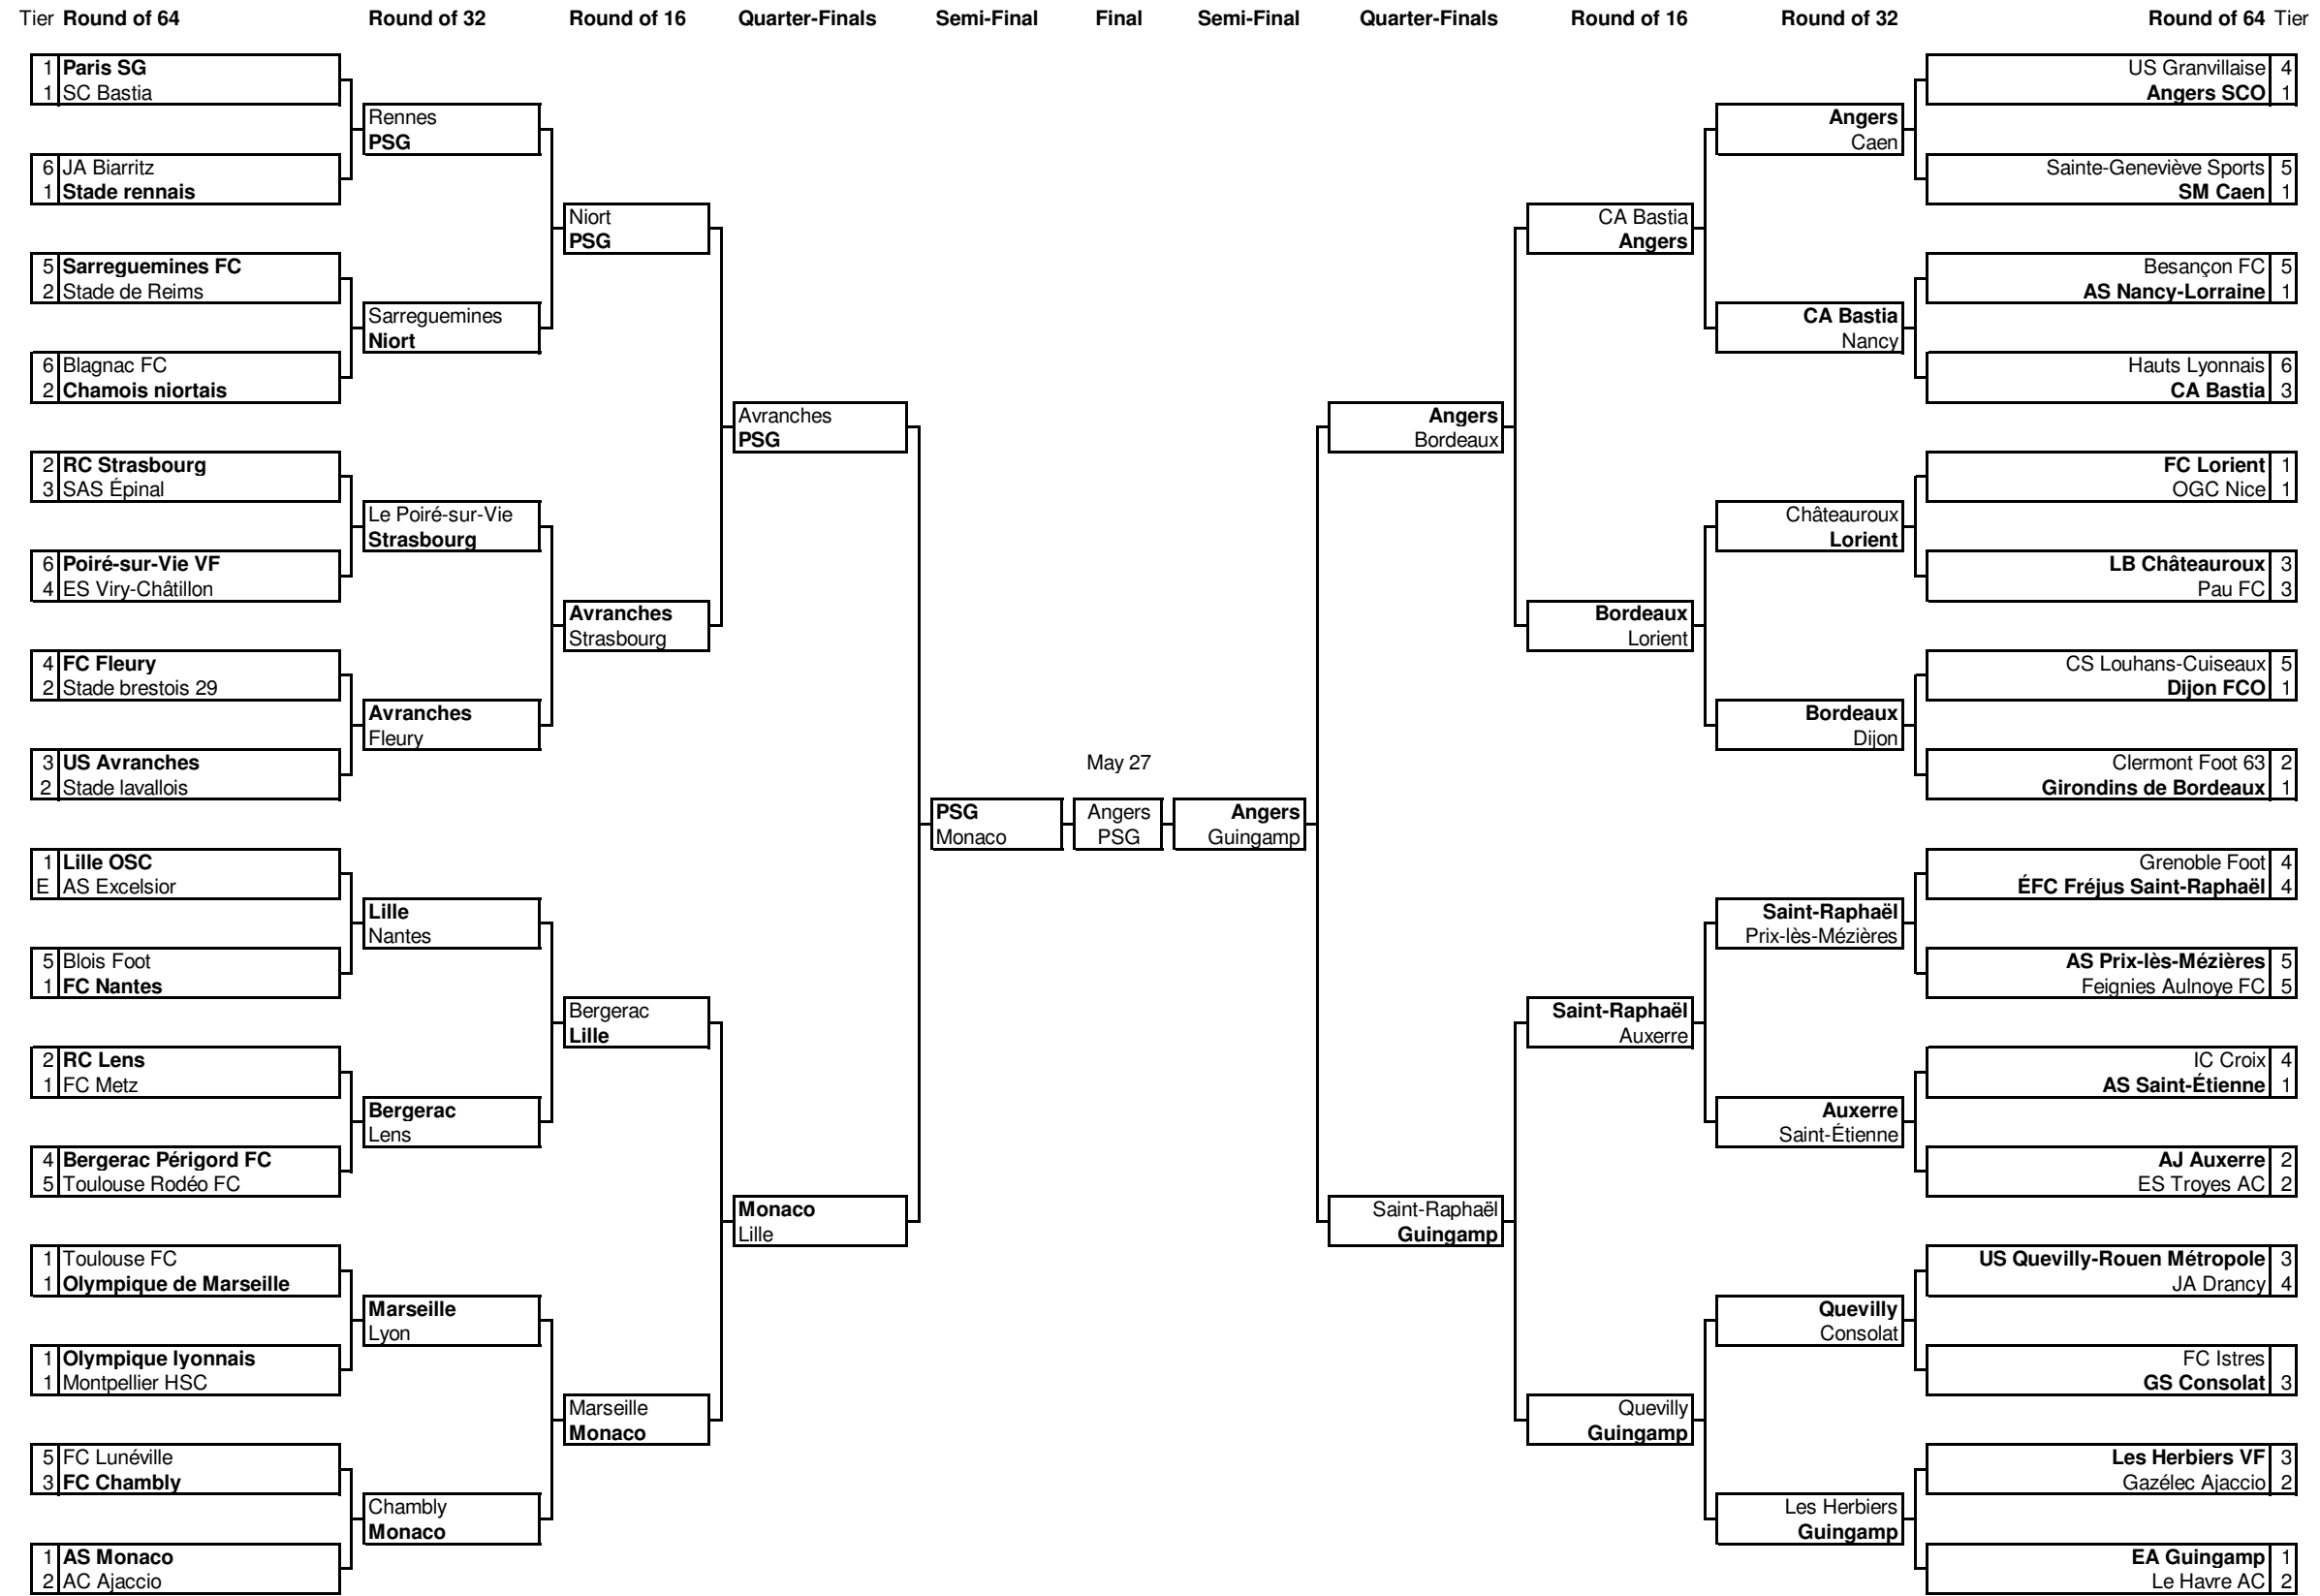 Tier Round of 64 Round of 32 Round of 16 Quarter-Finals Semi-Final Final Semi-Final Quarter-Finals Round of 16 Round of 32 Round of 64 Tier
1 Paris SG
1 SC Bastia
6 JA Biarritz
1 Stade rennais
5 Sarreguemines FC
2 Stade de Reims
6 Blagnac FC
2 Chamois niortais
2 RC Strasbourg
3 SAS Épinal
6 Poiré-sur-Vie VF
4 ES Viry-Châtillon
4 FC Fleury
2 Stade brestois 29
3 US Avranches
2 Stade lavallois
1 Lille OSC
E AS Excelsior
5 Blois Foot
1 FC Nantes
2 RC Lens
1 FC Metz
4 Bergerac Périgord FC
5 Toulouse Rodéo FC
1 Toulouse FC
1 Olympique de Marseille
1 Olympique lyonnais
1 Montpellier HSC
5 FC Lunéville
3 FC Chambly
1 AS Monaco
2 AC Ajaccio
Rennes
PSG
Sarreguemines
Niort
Le Poiré-sur-Vie
Strasbourg
Avranches
Fleury
Lille
Nantes
Bergerac
Lens
Marseille
Lyon
Chambly
Monaco
Niort
PSG
Avranches
Strasbourg
Bergerac
Lille
Marseille
Monaco
Avranches
PSG
Monaco
Lille
PSG
Monaco
May 27
Angers
PSG
Angers
Guingamp
Angers
Bordeaux
Saint-Raphaël
Guingamp
CA Bastia
Angers
Bordeaux
Lorient
Saint-Raphaël
Auxerre
Quevilly
Guingamp
Angers
Caen
CA Bastia
Nancy
Châteauroux
Lorient
Bordeaux
Dijon
Saint-Raphaël
Prix-lès-Mézières
Auxerre
Saint-Étienne
Quevilly
Consolat
Les Herbiers
Guingamp
US Granvillaise 4
Angers SCO 1
Sainte-Geneviève Sports 5
SM Caen 1
Besançon FC 5
AS Nancy-Lorraine 1
Hauts Lyonnais 6
CA Bastia 3
FC Lorient 1
OGC Nice 1
LB Châteauroux 3
Pau FC 3
CS Louhans-Cuiseaux 5
Dijon FCO 1
Clermont Foot 63 2
Girondins de Bordeaux 1
Grenoble Foot 4
ÉFC Fréjus Saint-Raphaël 4
AS Prix-lès-Mézières 5
Feignies Aulnoye FC 5
IC Croix 4
AS Saint-Étienne 1
AJ Auxerre 2
ES Troyes AC 2
US Quevilly-Rouen Métropole 3
JA Drancy 4
FC Istres
GS Consolat 3
Les Herbiers VF 3
Gazélec Ajaccio 2
EA Guingamp 1
Le Havre AC 2